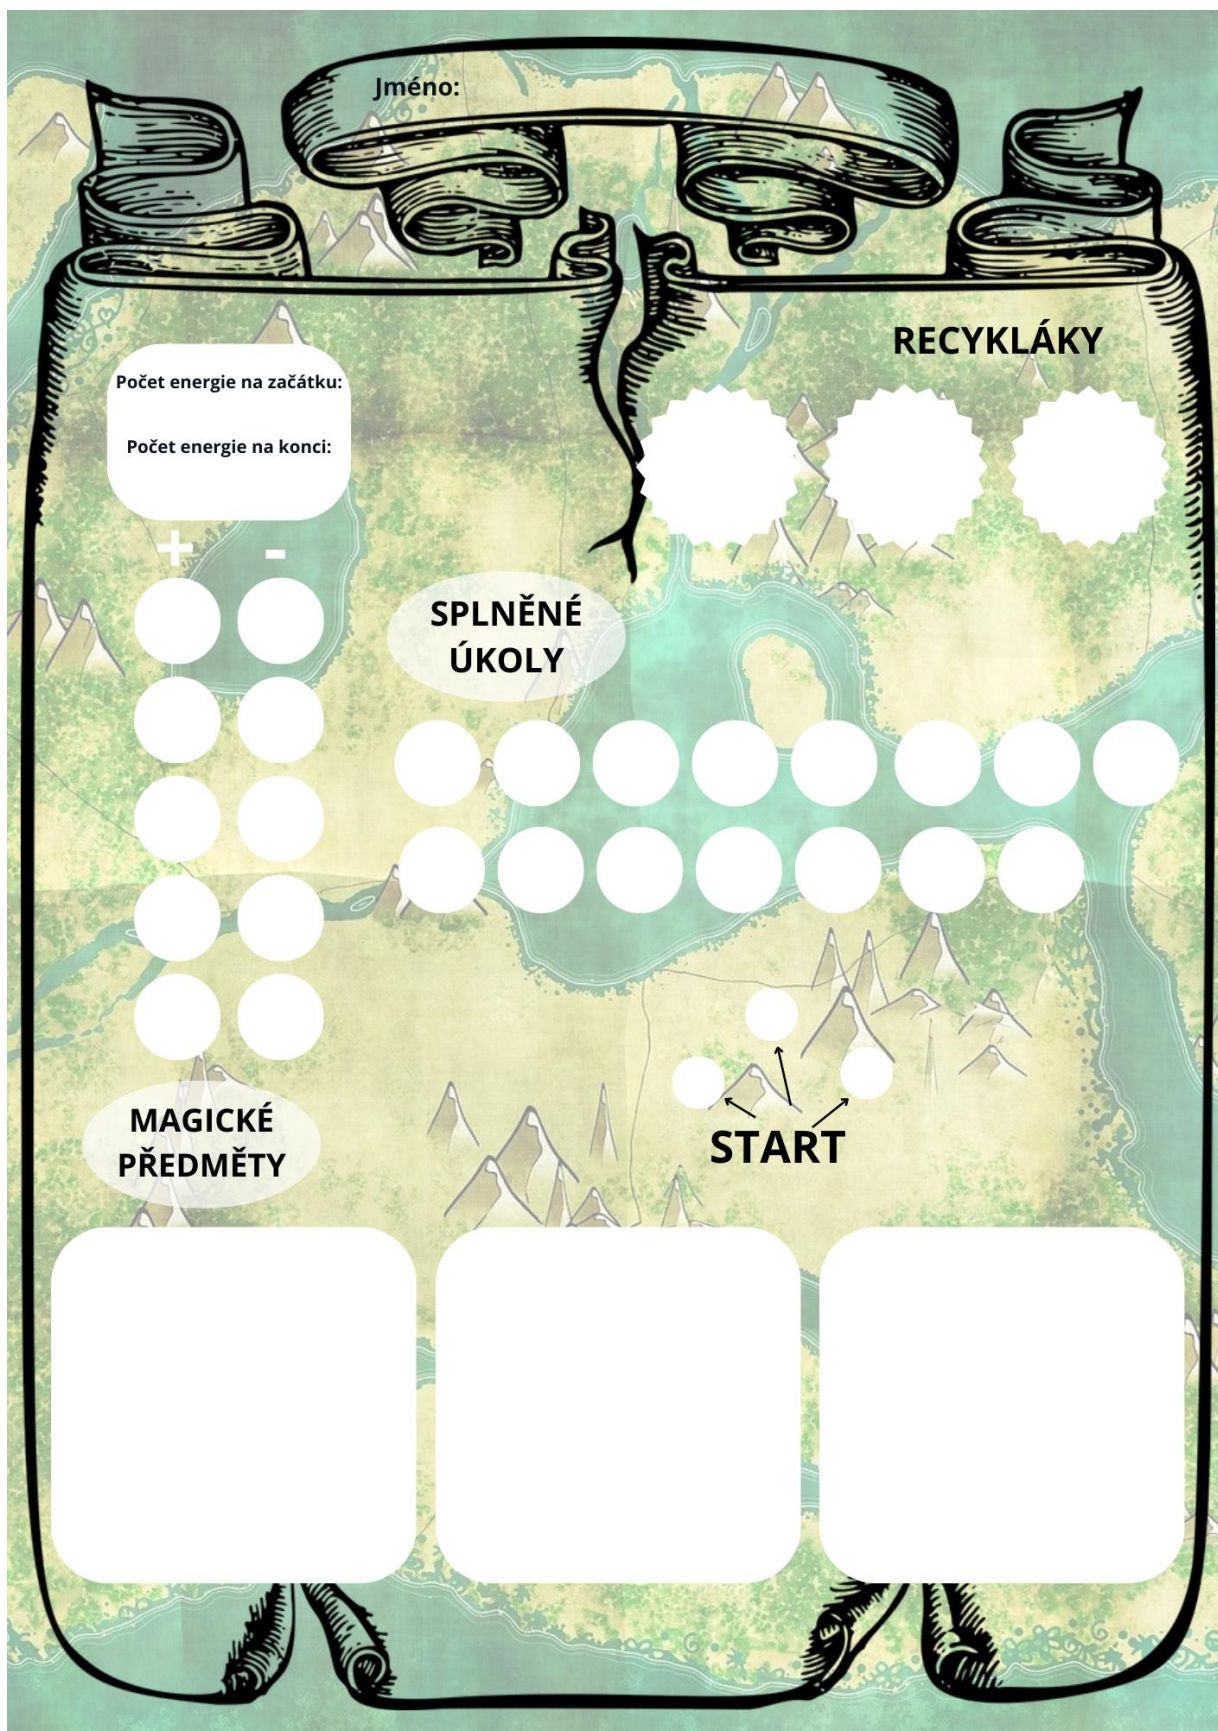 Jméno:
RECYKLÁKY
Počet energie na začátku:
Počet energie na konci:
+ -
SPLNĚNÉ
ÚKOLY
START
MAGICKÉ
PŘEDMĚTY